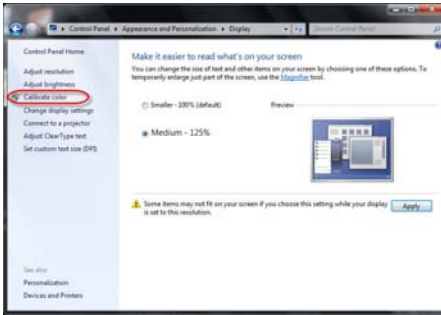 Control Panel ▸ Appearance and Personalization ▸ Display
Search Control Panel
Control Panel Home
Adjust resolution
Adjust brightness
Calibrate color
Change display settings
Connect to a projector
Adjust ClearType text
Set custom text size (DPI)
See also
Personalization
Devices and Printers
Make it easier to read what's on your screen
You can change the size of text and other items on your screen by choosing one of these options. To
temporarily enlarge just part of the screen, use the Magnifier tool.
Smaller - 100% (default)
Preview
Medium - 125%
Some items may not fit on your screen if you choose this setting while your display
is set to this resolution.
Apply